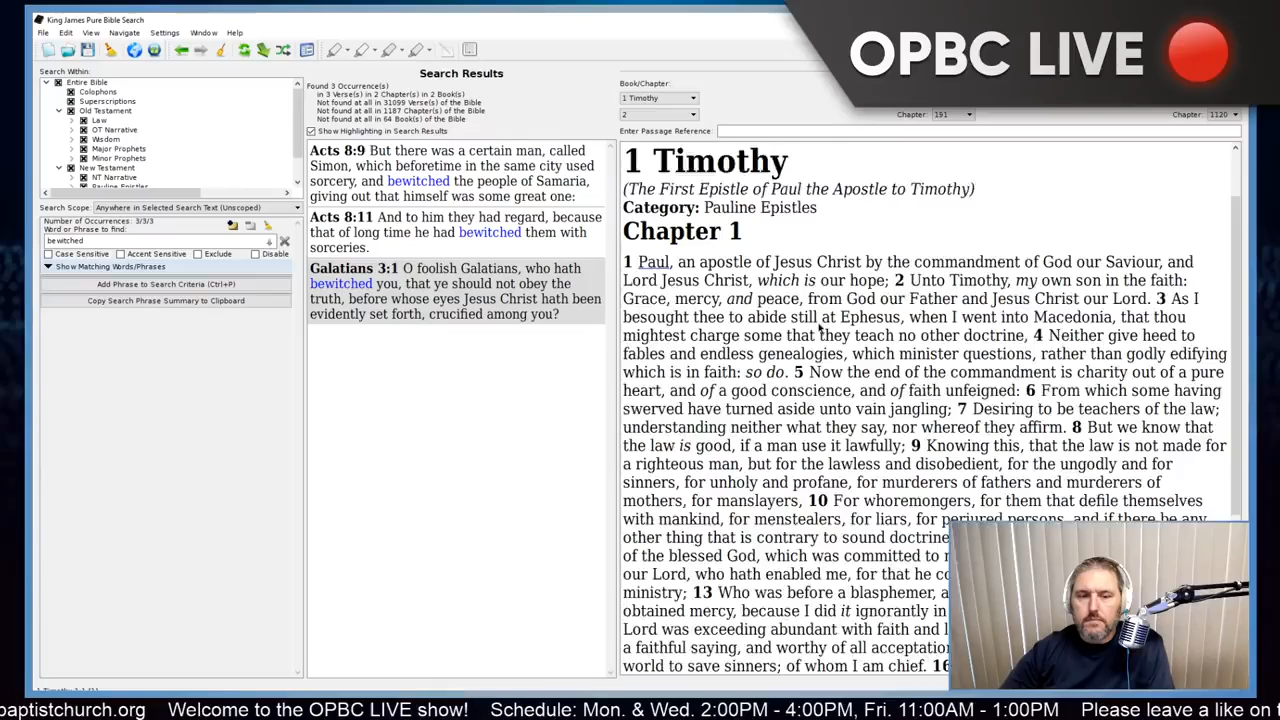 King James Pure Bible Search
File Edit View Navigate Settings Window Help
OPBC LIVE
Search Within:
Entire Bible
Colophons
Superscriptions
Old Testament
Law
OT Narrative
Wisdom
Major Prophets
Minor Prophets
New Testament
NT Narrative
Pauline Epistles
Search Scope: Anywhere in Selected Search Text (Unscoped)
Number of Occurrences: 3/3/3
Word or Phrase to find:
bewitched
Case Sensitive Accent Sensitive Exclude Disable
Show Matching Words/Phrases
Add Phrase to Search Criteria (Ctrl+P)
Copy Search Phrase Summary to Clipboard
Search Results
Found 3 Occurrence(s)
in 3 Verse(s) in 2 Chapter(s) in 2 Book(s)
Not found at all in 31099 Verse(s) of the Bible
Not found at all in 1187 Chapter(s) of the Bible
Not found at all in 64 Book(s) of the Bible
Show Highlighting in Search Results
Acts 8:9 But there was a certain man, called
Simon, which beforetime in the same city used
sorcery, and bewitched the people of Samaria,
giving out that himself was some great one:
Acts 8:11 And to him they had regard, because
that of long time he had bewitched them with
sorceries.
Galatians 3:1 O foolish Galatians, who hath
bewitched you, that ye should not obey the
truth, before whose eyes Jesus Christ hath been
evidently set forth, crucified among you?
Book/Chapter:
1 Timothy
2 Chapter: 191 Chapter: 1120
Enter Passage Reference:
1 Timothy
(The First Epistle of Paul the Apostle to Timothy)
Category: Pauline Epistles
Chapter 1
1 Paul, an apostle of Jesus Christ by the commandment of God our Saviour, and
Lord Jesus Christ, which is our hope; 2 Unto Timothy, my own son in the faith:
Grace, mercy, and peace, from God our Father and Jesus Christ our Lord. 3 As I
besought thee to abide still at Ephesus, when I went into Macedonia, that thou
mightest charge some that they teach no other doctrine, 4 Neither give heed to
fables and endless genealogies, which minister questions, rather than godly edifying
which is in faith: so do. 5 Now the end of the commandment is charity out of a pure
heart, and of a good conscience, and of faith unfeigned: 6 From which some having
swerved have turned aside unto vain jangling; 7 Desiring to be teachers of the law;
understanding neither what they say, nor whereof they affirm. 8 But we know that
the law is good, if a man use it lawfully; 9 Knowing this, that the law is not made for
a righteous man, but for the lawless and disobedient, for the ungodly and for
sinners, for unholy and profane, for murderers of fathers and murderers of
mothers, for manslayers, 10 For whoremongers, for them that defile themselves
with mankind, for menstealers, for liars, for perjured persons, and if there be any
other thing that is contrary to sound doctrine
of the blessed God, which was committed to
our Lord, who hath enabled me, for that he co
ministry; 13 Who was before a blasphemer, a
obtained mercy, because I did it ignorantly in
Lord was exceeding abundant with faith and l
a faithful saying, and worthy of all acceptation
world to save sinners; of whom I am chief. 16
baptistchurch.org Welcome to the OPBC LIVE show! Schedule: Mon. & Wed. 2:00PM - 4:00PM, Fri. 11:00AM - 1:00PM Please leave a like on